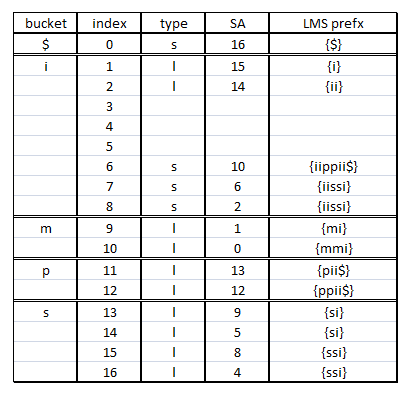 bucket index type SA LMS prefx
$ 0 s 16 {$}
i 1 l 15 {i}
2 l 14 {ii}
3
4
5
6 s 10 {iippii$}
7 s 6 {iissi}
8 s 2 {iissi}
m 9 l 1 {mi}
10 l 0 {mmi}
p 11 l 13 {pii$}
12 l 12 {ppii$}
s 13 l 9 {si}
14 l 5 {si}
15 l 8 {ssi}
16 l 4 {ssi}